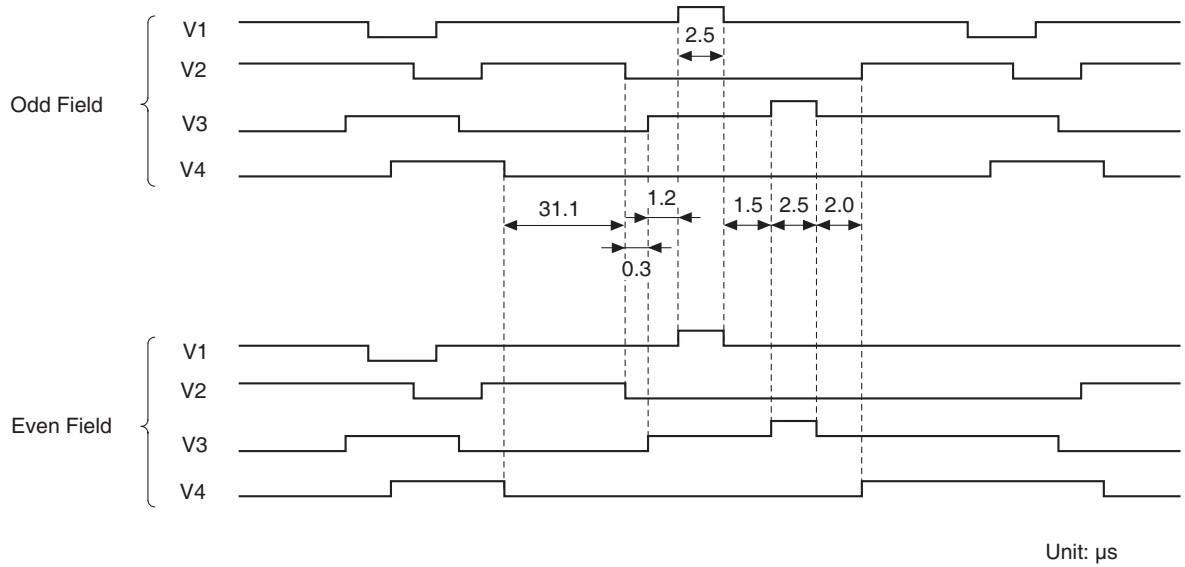 V1
2.5
V2
Odd Field
V3
V4
31.1
1.2
1.5
2.5
2.0
0.3
V1
V2
Even Field
V3
V4
Unit: μs